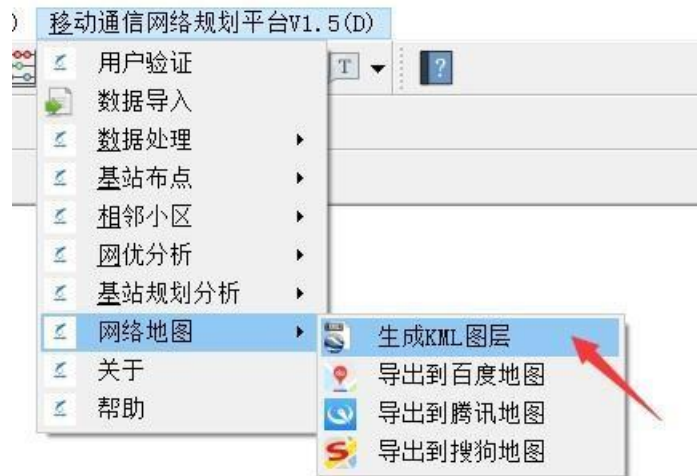 ) 移动通信网络规划平台V1.5(D)
用户验证
T
?
数据导入
数据处理
基站布点
相邻小区
网优分析
基站规划分析
网络地图
生成KML图层
关于
导出到百度地图
帮助
导出到腾讯地图
导出到搜狗地图